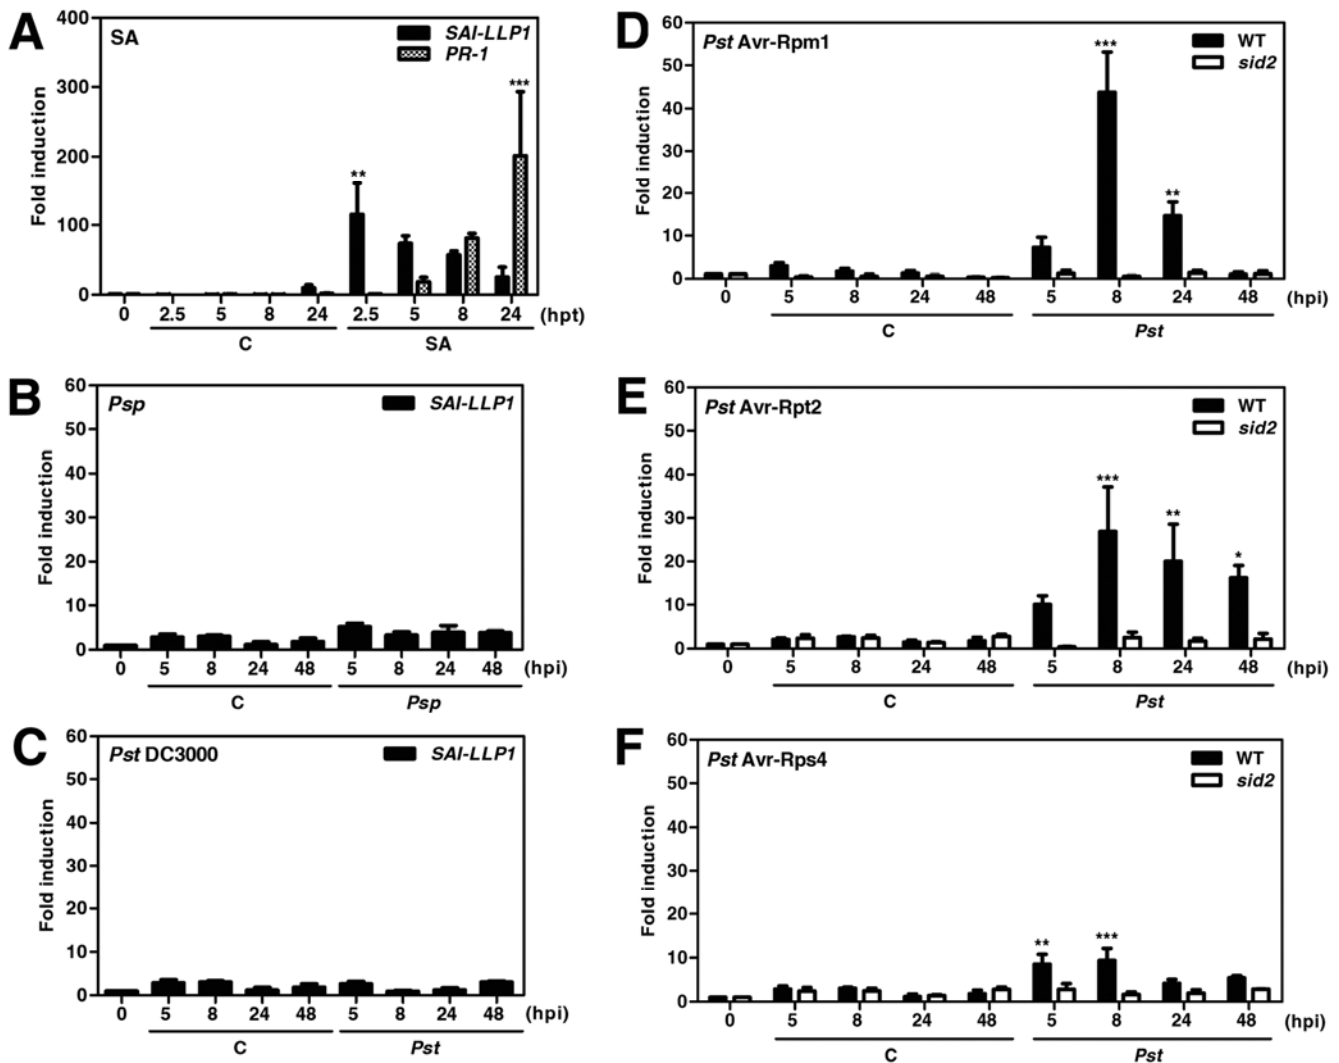 A
SA
SAI-LLP1
PR-1
Fold induction
400
300
200
100
0
**
***
0 2.5 5 8 24 2.5 5 8 24 (hpt)
C SA
B
Psp
SAI-LLP1
Fold induction
60
50
40
30
20
10
0
0 5 8 24 48 5 8 24 48 (hpi)
C Psp
C
Pst DC3000
SAI-LLP1
Fold induction
60
50
40
30
20
10
0
0 5 8 24 48 5 8 24 48 (hpi)
C Pst
D
Pst Avr-Rpm1
WT
sid2
Fold induction
60
50
40
30
20
10
0
***
**
0 5 8 24 48 5 8 24 48 (hpi)
C Pst
E
Pst Avr-Rpt2
WT
sid2
Fold induction
60
50
40
30
20
10
0
***
**
*
0 5 8 24 48 5 8 24 48 (hpi)
C Pst
F
Pst Avr-Rps4
WT
sid2
Fold induction
60
50
40
30
20
10
0
**
***
0 5 8 24 48 5 8 24 48 (hpi)
C Pst